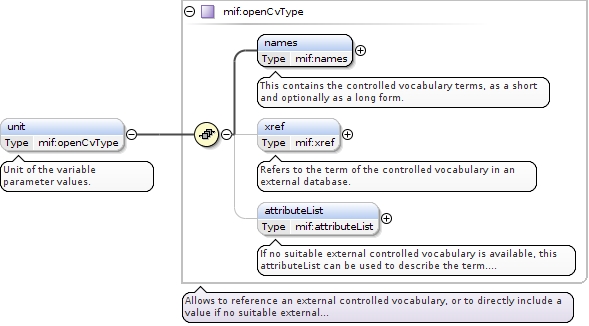 mif:openCvType
names
Type mif:names
This contains the controlled vocabulary terms, as a short
and optionally as a long form.
unit
Type mif:openCvType
Unit of the variable
parameter values.
xref
Type mif:xref
Refers to the term of the controlled vocabulary in an
external database.
attributeList
Type mif:attributeList
If no suitable external controlled vocabulary is available, this
attributeList can be used to describe the term....
Allows to reference an external controlled vocabulary, or to directly include a
value if no suitable external...